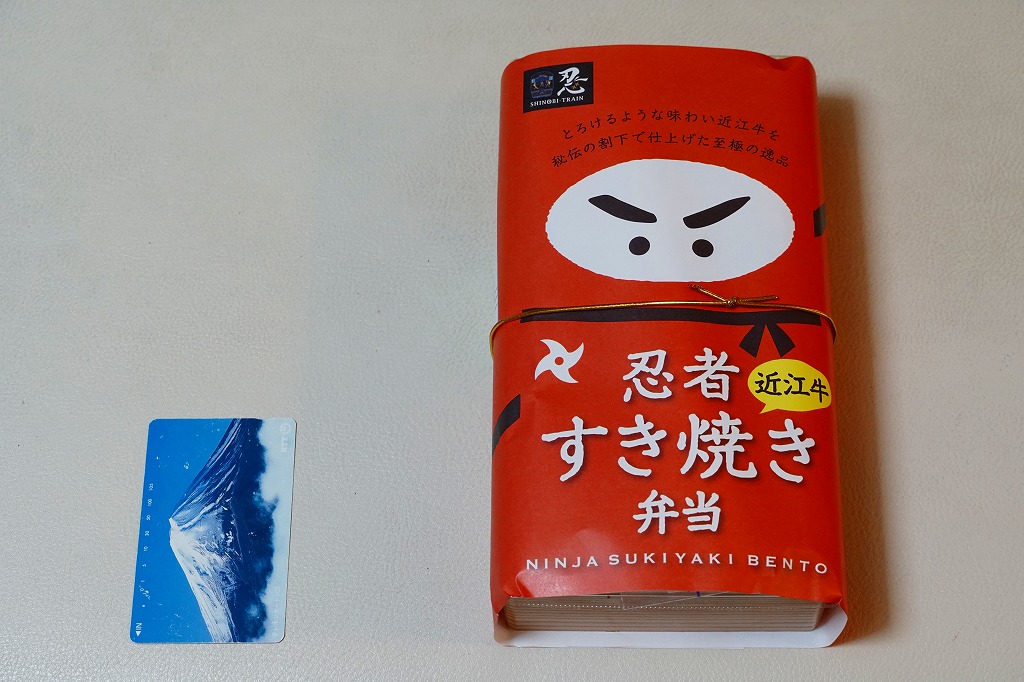 忍
SHINOBI-TRAIN
とろけるような味わい近江牛を
秘伝の割下で仕上げた至極の逸品
忍者
近江牛
すき焼き
弁当
NINJA SUKIYAKI BENTO
◀IN